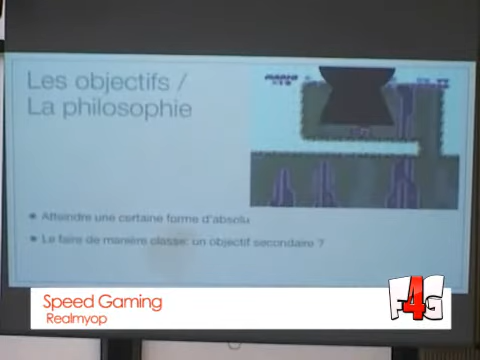 Les objectifs /
La philosophie
MARIO
Atteindre une certaine forme d'absolu
Le faire de manière classe: un objectif secondaire ?
Speed Gaming
Realmyop
F4G